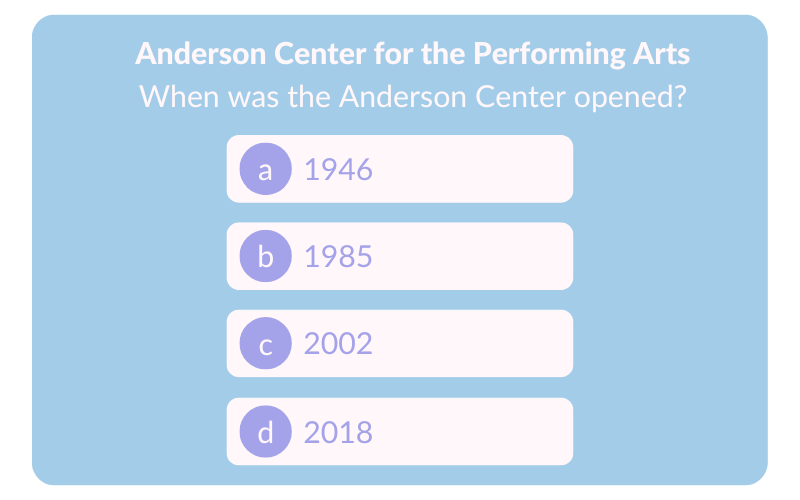 Anderson Center for the Performing Arts
When was the Anderson Center opened?
a 1946
b 1985
c 2002
d 2018